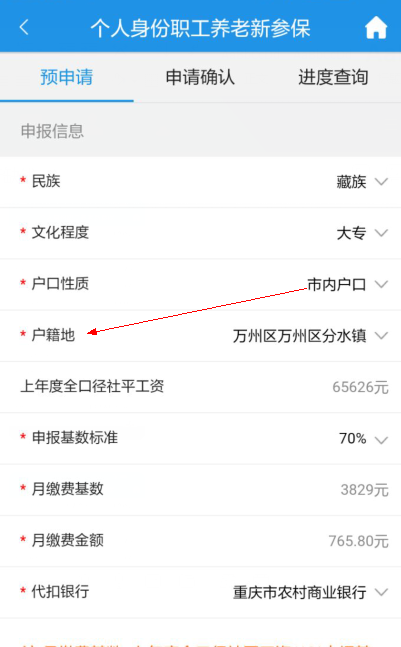 个人身份职工养老新参保
预申请 申请确认 进度查询
申报信息
* 民族 藏族
* 文化程度 大专
* 户口性质 市内户口
* 户籍地 万州区万州区分水镇
上年度全口径社平工资 65626元
* 申报基数标准 70%
* 月缴费基数 3829元
* 月缴费金额 765.80元
* 代扣银行 重庆市农村商业银行